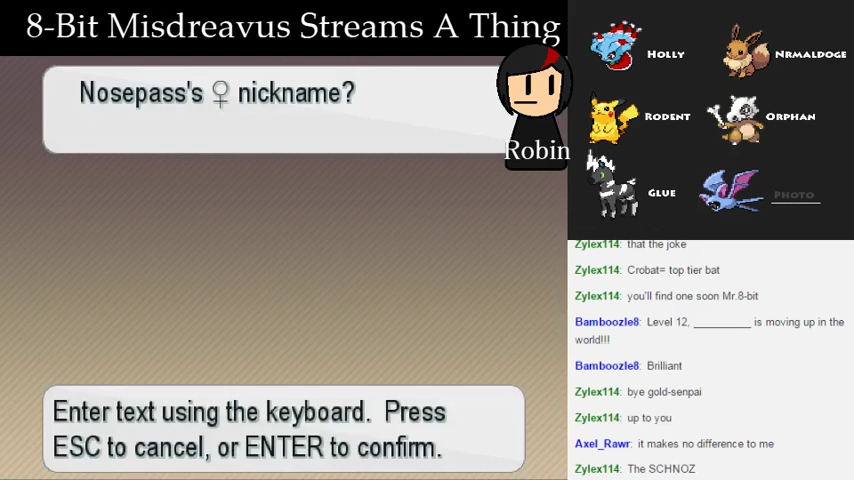 8-Bit Misdreavus Streams A Thing
Nosepass's ♀ nickname?
Robin
Enter text using the keyboard. Press
ESC to cancel, or ENTER to confirm.
Holly
Nrmaldoge
Rodent
Orphan
Glue
Photo
Zylex114: that the joke
Zylex114: Crobat= top tier bat
Zylex114: you'll find one soon Mr.8-bit
Bamboozle8: Level 12, __________ is moving up in the
world!!!
Bamboozle8: Brilliant
Zylex114: bye gold-senpai
Zylex114: up to you
Axel_Rawr: it makes no difference to me
Zylex114: The SCHNOZ